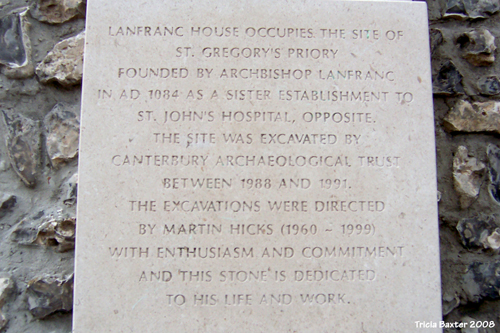 LANFRANC HOUSE OCCUPIES THE SITE OF
ST. GREGORY'S PRIORY
FOUNDED BY ARCHBISHOP LANFRANC
IN AD 1084 AS A SISTER ESTABLISHMENT TO
ST. JOHN'S HOSPITAL, OPPOSITE.
THE SITE WAS EXCAVATED BY
CANTERBURY ARCHAEOLOGICAL TRUST
BETWEEN 1988 AND 1991.
THE EXCAVATIONS WERE DIRECTED
BY MARTIN HICKS (1960 ~ 1999)
WITH ENTHUSIASM AND COMMITMENT
AND THIS STONE IS DEDICATED
TO HIS LIFE AND WORK.
Tricia Baxter 2008